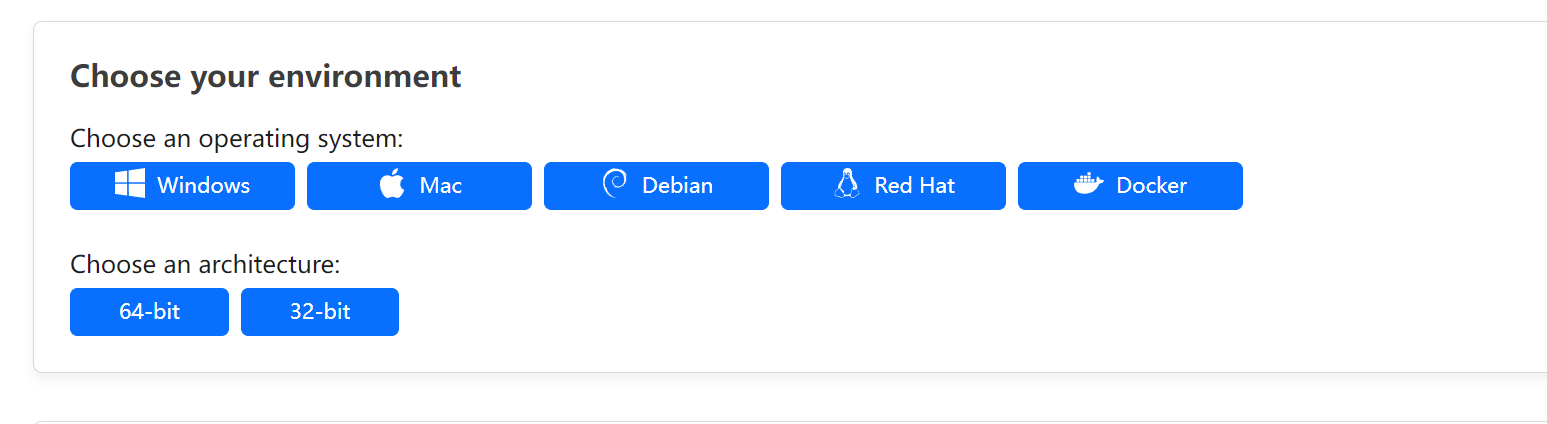 Choose your environment
Choose an operating system:
Windows Mac Debian Red Hat Docker
Choose an architecture:
64-bit 32-bit